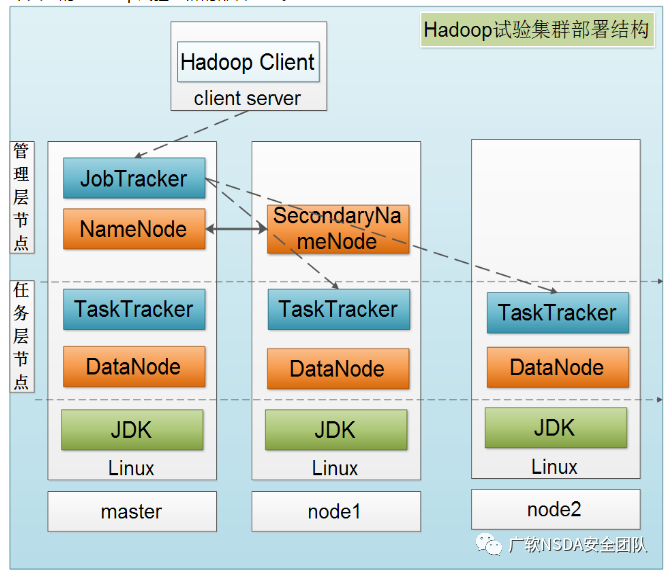 Hadoop试验集群部署结构
Hadoop Client
client server
管理层节点
JobTracker
NameNode
SecondaryNa
meNode
任务层节点
TaskTracker
TaskTracker
TaskTracker
DataNode
DataNode
DataNode
JDK
JDK
JDK
Linux
Linux
Linux
master
node1
node2
广软NSDA安全团队